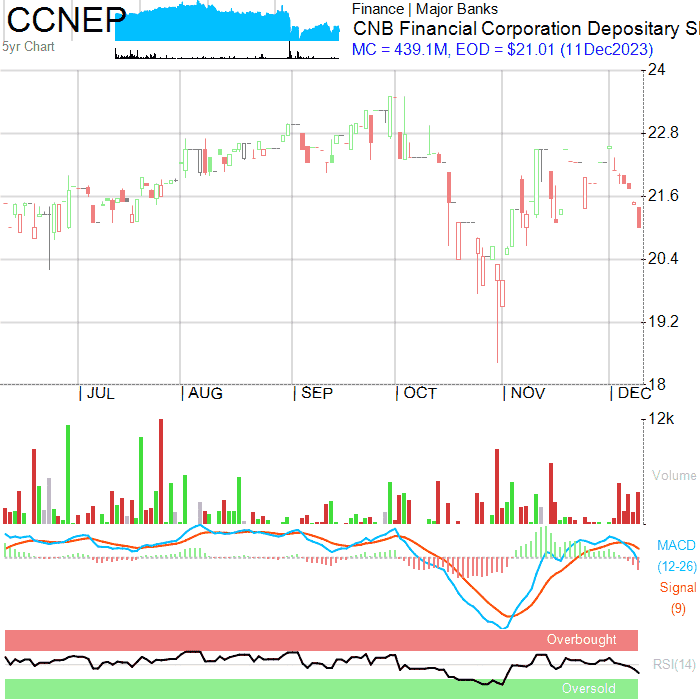 CCNEP
5yr Chart
Finance | Major Banks
CNB Financial Corporation Depositary S
MC = 439.1M, EOD = $21.01 (11Dec2023)
24
22.8
21.6
20.4
19.2
18
| JUL
| AUG
| SEP
| OCT
| NOV
| DEC
12k
Volume
MACD
(12-26)
Signal
(9)
Overbought
RSI(14)
Oversold